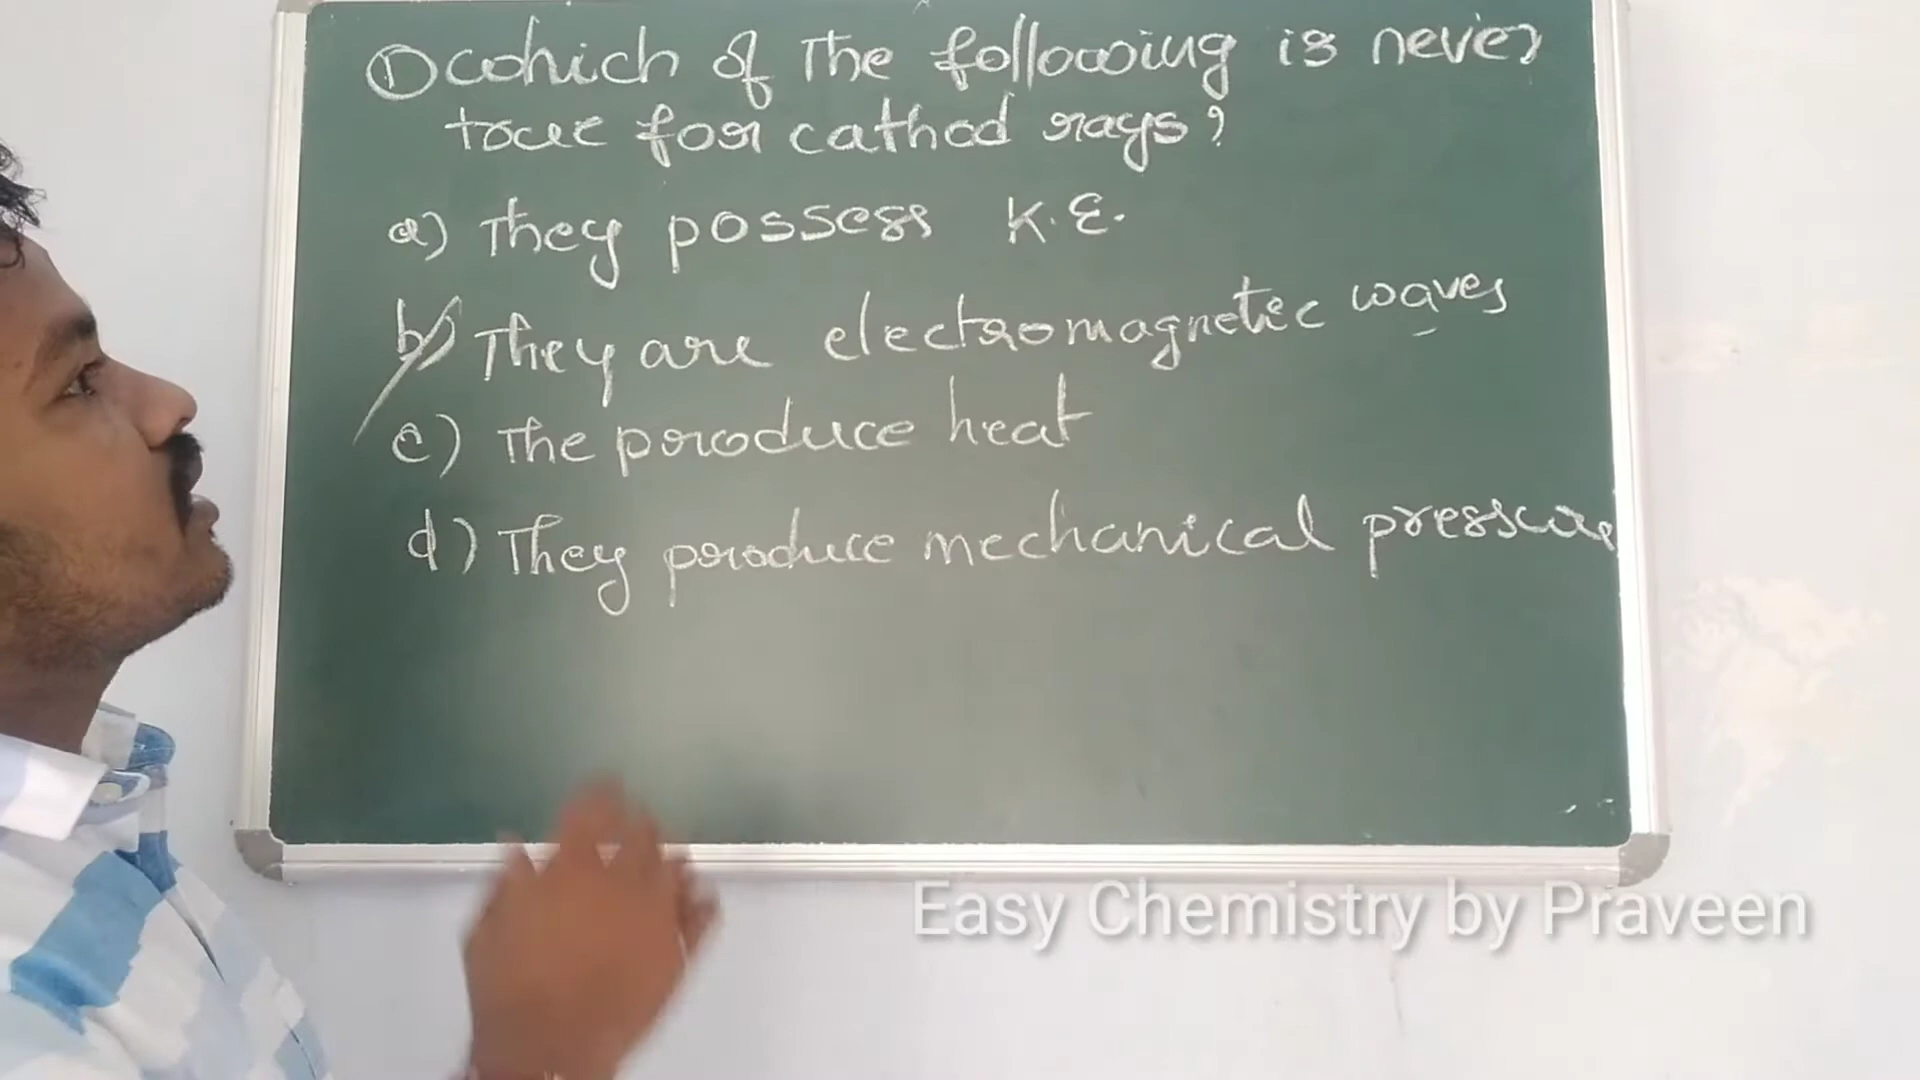 ① which of The following is never
true for cathod rays?
a) They possess K.E.
b) They are electromagnetic waves
c) The produce heat
d) They produce mechanical pressure
Easy Chemistry by Praveen